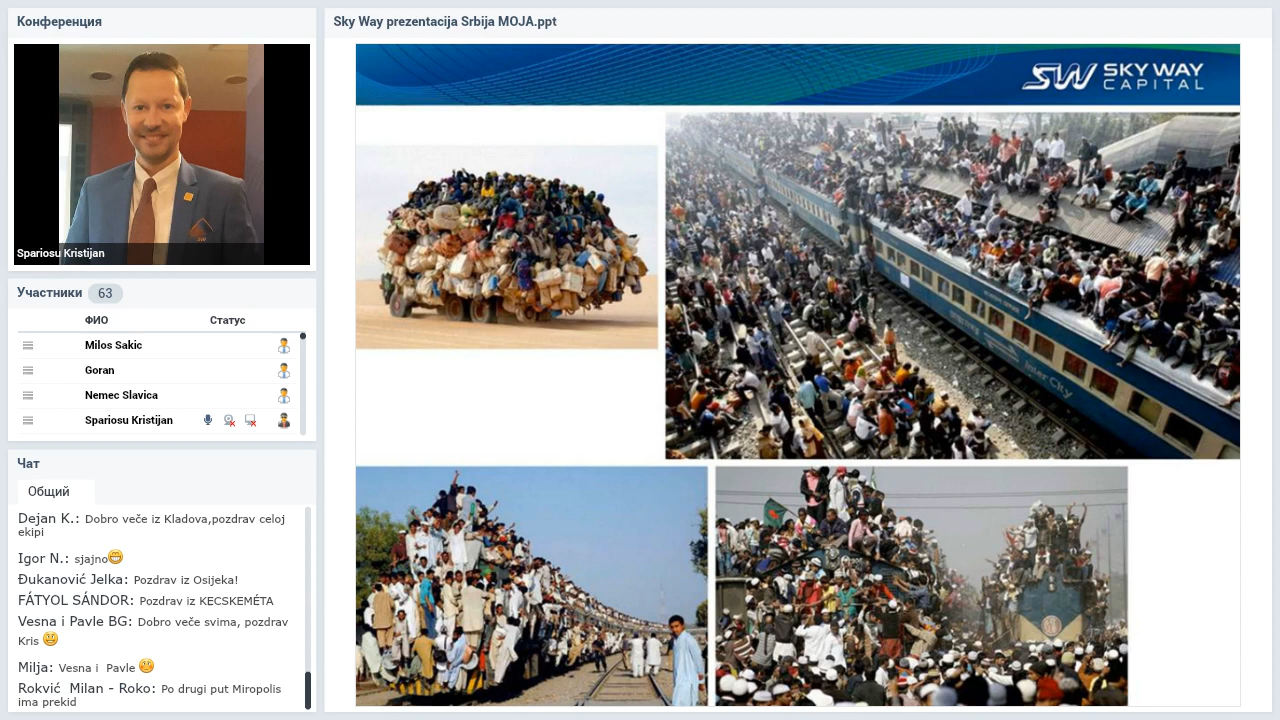 Конференция
Spariosu Kristijan
Участники 63
ФИО Статус
Milos Sakic
Goran
Nemec Slavica
Spariosu Kristijan
Чат
Общий
Dejan K.: Dobro veče iz Kladova,pozdrav celoj
ekipi
Igor N.: sjajno
Đukanović Jelka: Pozdrav iz Osijeka!
FÁTYOL SÁNDOR: Pozdrav iz KECSKEMÉTA
Vesna i Pavle BG: Dobro veče svima, pozdrav
Kris
Milja: Vesna i Pavle
Rokvić Milan - Roko: Po drugi put Miropolis
ima prekid
Sky Way prezentacija Srbija MOJA.ppt
SW SKY WAY
CAPITAL
Inter City